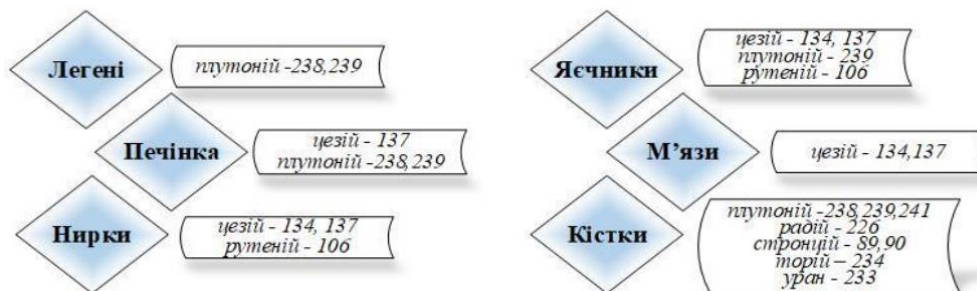 Легені
плутоній -238,239
Печінка
цезій - 137
плутоній -238,239
Нирки
цезій - 134, 137
рутеній - 106
Яєчники
цезій - 134, 137
плутоній - 239
рутеній - 106
М’язи
цезій - 134,137
Кістки
плутоній -238,239,241
радій - 226
стронцій - 89,90
торій – 234
уран - 233